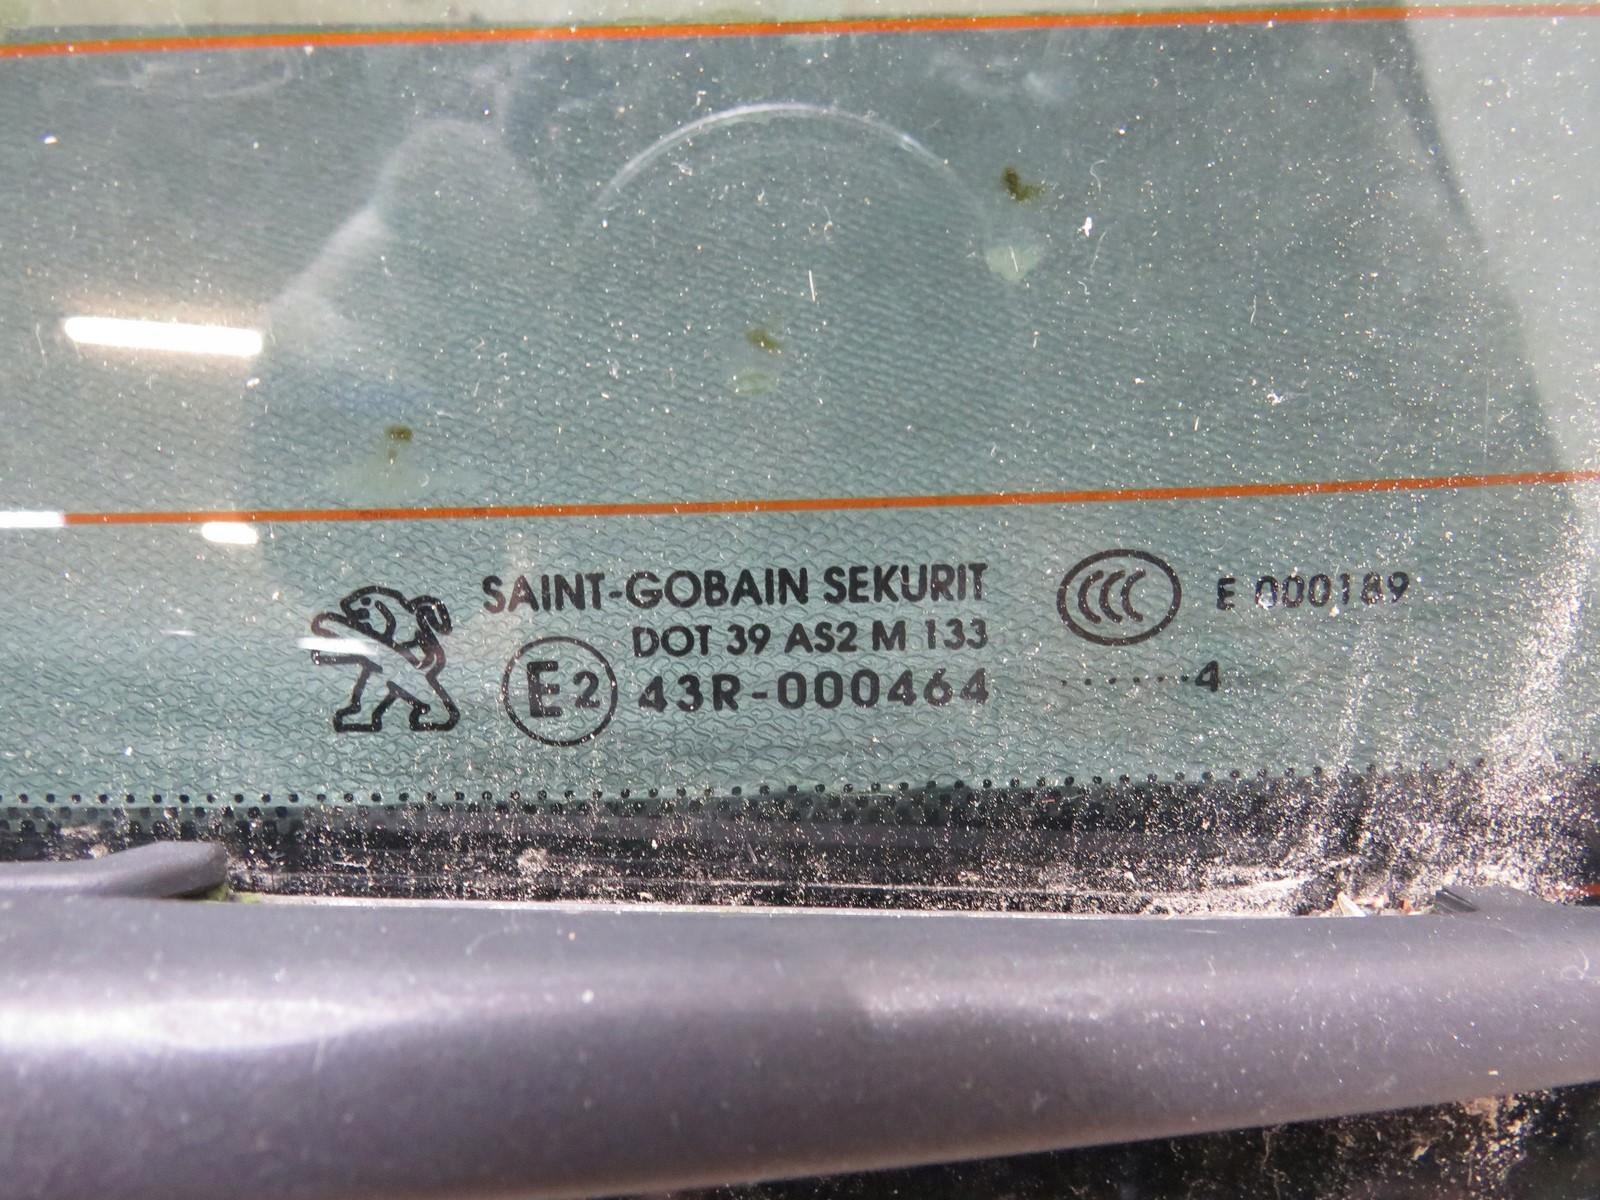 SAINT-GOBAIN SEKURIT
DOT 39 AS2 M 133
E2 43R-000464
CCC E 000189
. . . . . . 4